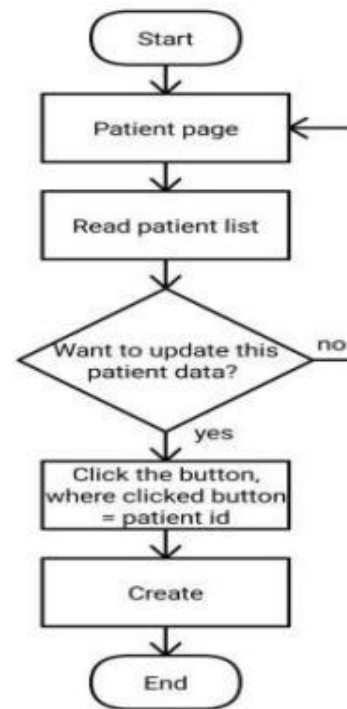 Start
Patient page
Read patient list
Want to update this
patient data?
no
yes
Click the button,
where clicked button
= patient id
Create
End